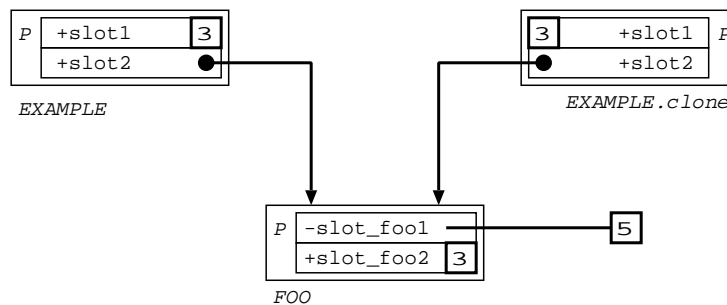 P +slot1 3
+slot2
EXAMPLE
3 +slot1 P
+slot2
EXAMPLE.clone
P -slot_foo1 5
+slot_foo2 3
FOO